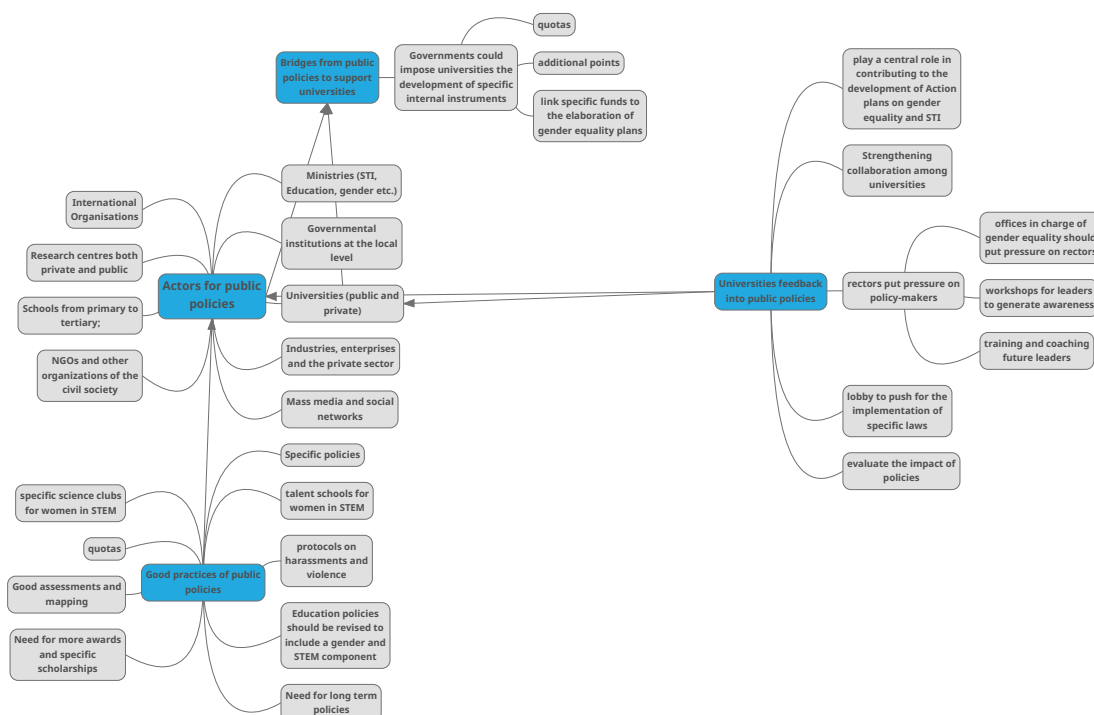 quotas
Bridges from public
policies to support
universities
Governments could
impose universities the
development of specific
internal instruments
additional points
link specific funds to
the elaboration of
gender equality plans
play a central role in
contributing to the
development of Action
plans on gender
equality and STI
Strengthening
collaboration among
universities
Ministries (STI,
Education, gender etc.)
International
Organisations
Governmental
institutions at the local
level
Research centres both
private and public
Actors for public
policies
Universities (public and
private)
Schools from primary to
tertiary;
Industries, enterprises
and the private sector
NGOs and other
organizations of the
civil society
Mass media and social
networks
Universities feedback
into public policies
rectors put pressure on
policy-makers
offices in charge of
gender equality should
put pressure on rectors
workshops for leaders
to generate awareness
training and coaching
future leaders
lobby to push for the
implementation of
specific laws
evaluate the impact of
policies
Specific policies
specific science clubs
for women in STEM
talent schools for
women in STEM
quotas
protocols on
harassments and
violence
Good practices of public
policies
Good assessments and
mapping
Education policies
should be revised to
include a gender and
STEM component
Need for more awards
and specific
scholarships
Need for long term
policies